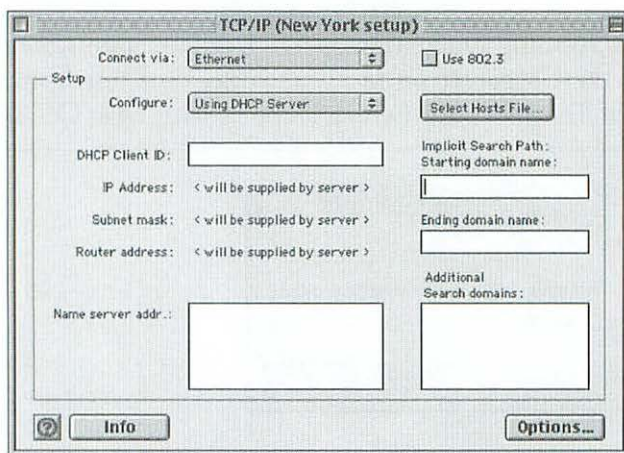 TCP/IP (New York setup)
Connect via: Ethernet
Use 802.3
Setup
Configure: Using DHCP Server
Select Hosts File...
DHCP Client ID:
Implicit Search Path:
Starting domain name:
IP Address: < will be supplied by server >
Subnet mask: < will be supplied by server >
Ending domain name:
Router address: < will be supplied by server >
Additional
Search domains:
Name server addr.:
?
Info
Options...